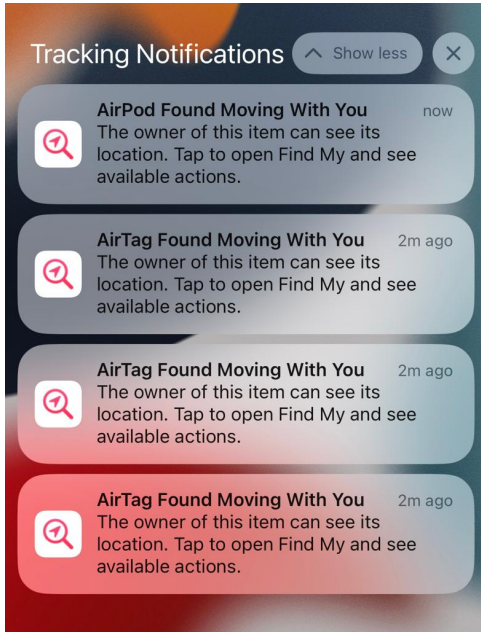 Tracking Notifications
Show less
AirPod Found Moving With You
now
The owner of this item can see its
location. Tap to open Find My and see
available actions.
AirTag Found Moving With You
2m ago
The owner of this item can see its
location. Tap to open Find My and see
available actions.
AirTag Found Moving With You
2m ago
The owner of this item can see its
location. Tap to open Find My and see
available actions.
AirTag Found Moving With You
2m ago
The owner of this item can see its
location. Tap to open Find My and see
available actions.